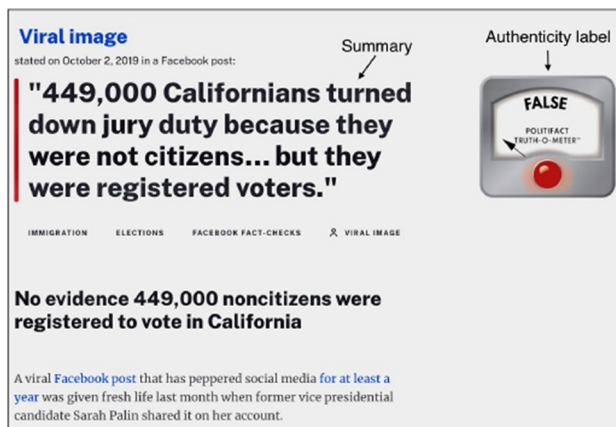 Viral image
stated on October 2, 2019 in a Facebook post:
Summary
Authenticity label
"449,000 Californians turned
down jury duty because they
were not citizens... but they
were registered voters."
FALSE
POLITIFACT
TRUTH-O-METER™
IMMIGRATION ELECTIONS FACEBOOK FACT-CHECKS VIRAL IMAGE
No evidence 449,000 noncitizens were
registered to vote in California
A viral Facebook post that has peppered social media for at least a
year was given fresh life last month when former vice presidential
candidate Sarah Palin shared it on her account.